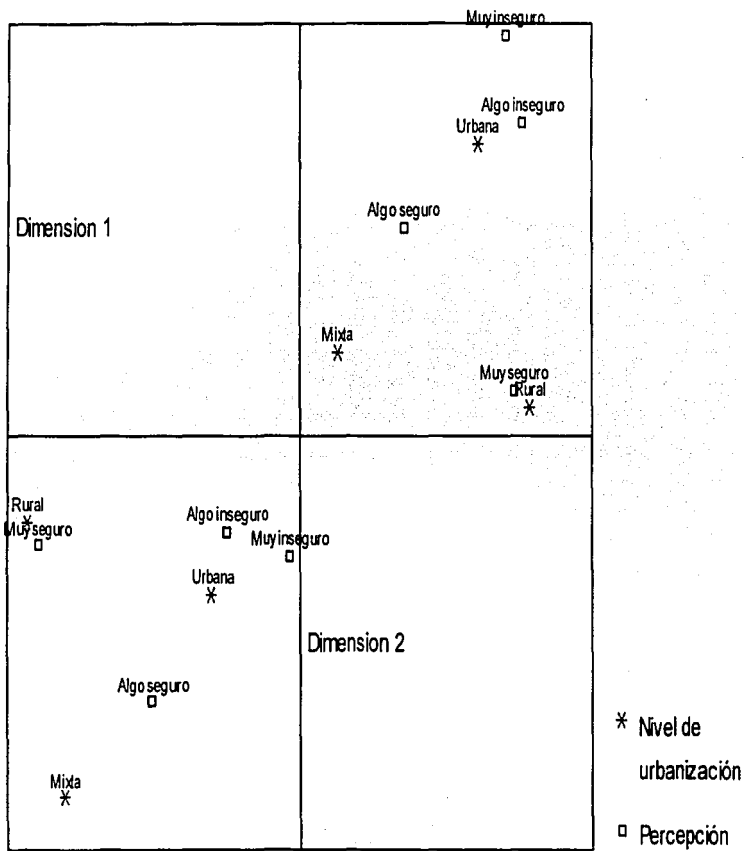 Muy inseguro
Algo inseguro
Urbana
Algo seguro
Dimension 1
Mixta
Muy seguro
Rural
Rural
Muy seguro
Algo inseguro
Muy inseguro
Urbana
Dimension 2
Algo seguro
Mixta
Nivel de
urbanización
Percepción